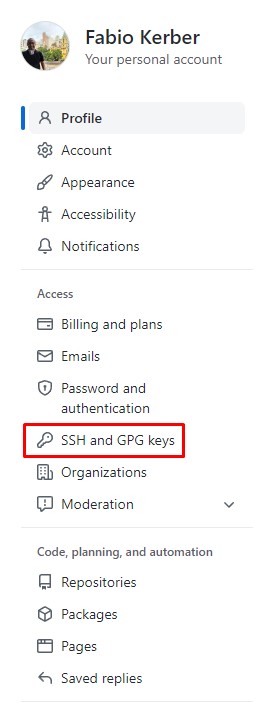 Fabio Kerber
Your personal account
Profile
Account
Appearance
Accessibility
Notifications
Access
Billing and plans
Emails
Password and
authentication
SSH and GPG keys
Organizations
Moderation
Code, planning, and automation
Repositories
Packages
Pages
Saved replies